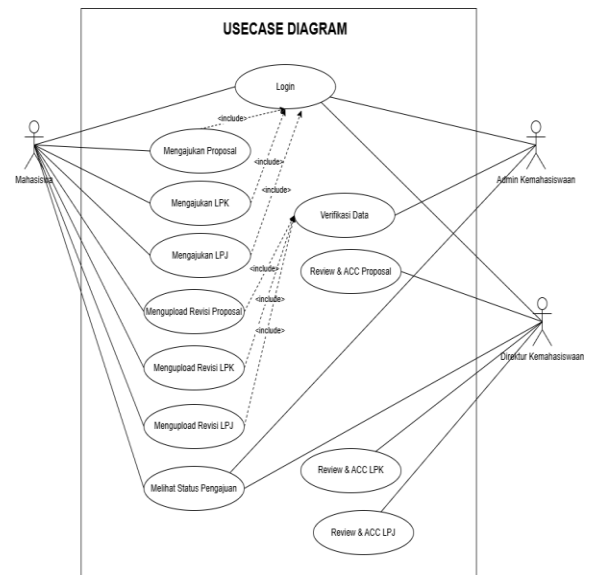 USECASE DIAGRAM
Login
<include>
Mengajukan Proposal
Mahasiswa
Admin Kemahasiswaan
<include>
Mengajukan LPK
<include>
Verifikasi Data
Mengajukan LPJ
<include>
Review & ACC Proposal
Mengupload Revisi Proposal
<include>
<include>
Direktur Kemahasiswaan
Mengupload Revisi LPK
Mengupload Revisi LPJ
Review & ACC LPK
Melihat Status Pengajuan
Review & ACC LPJ